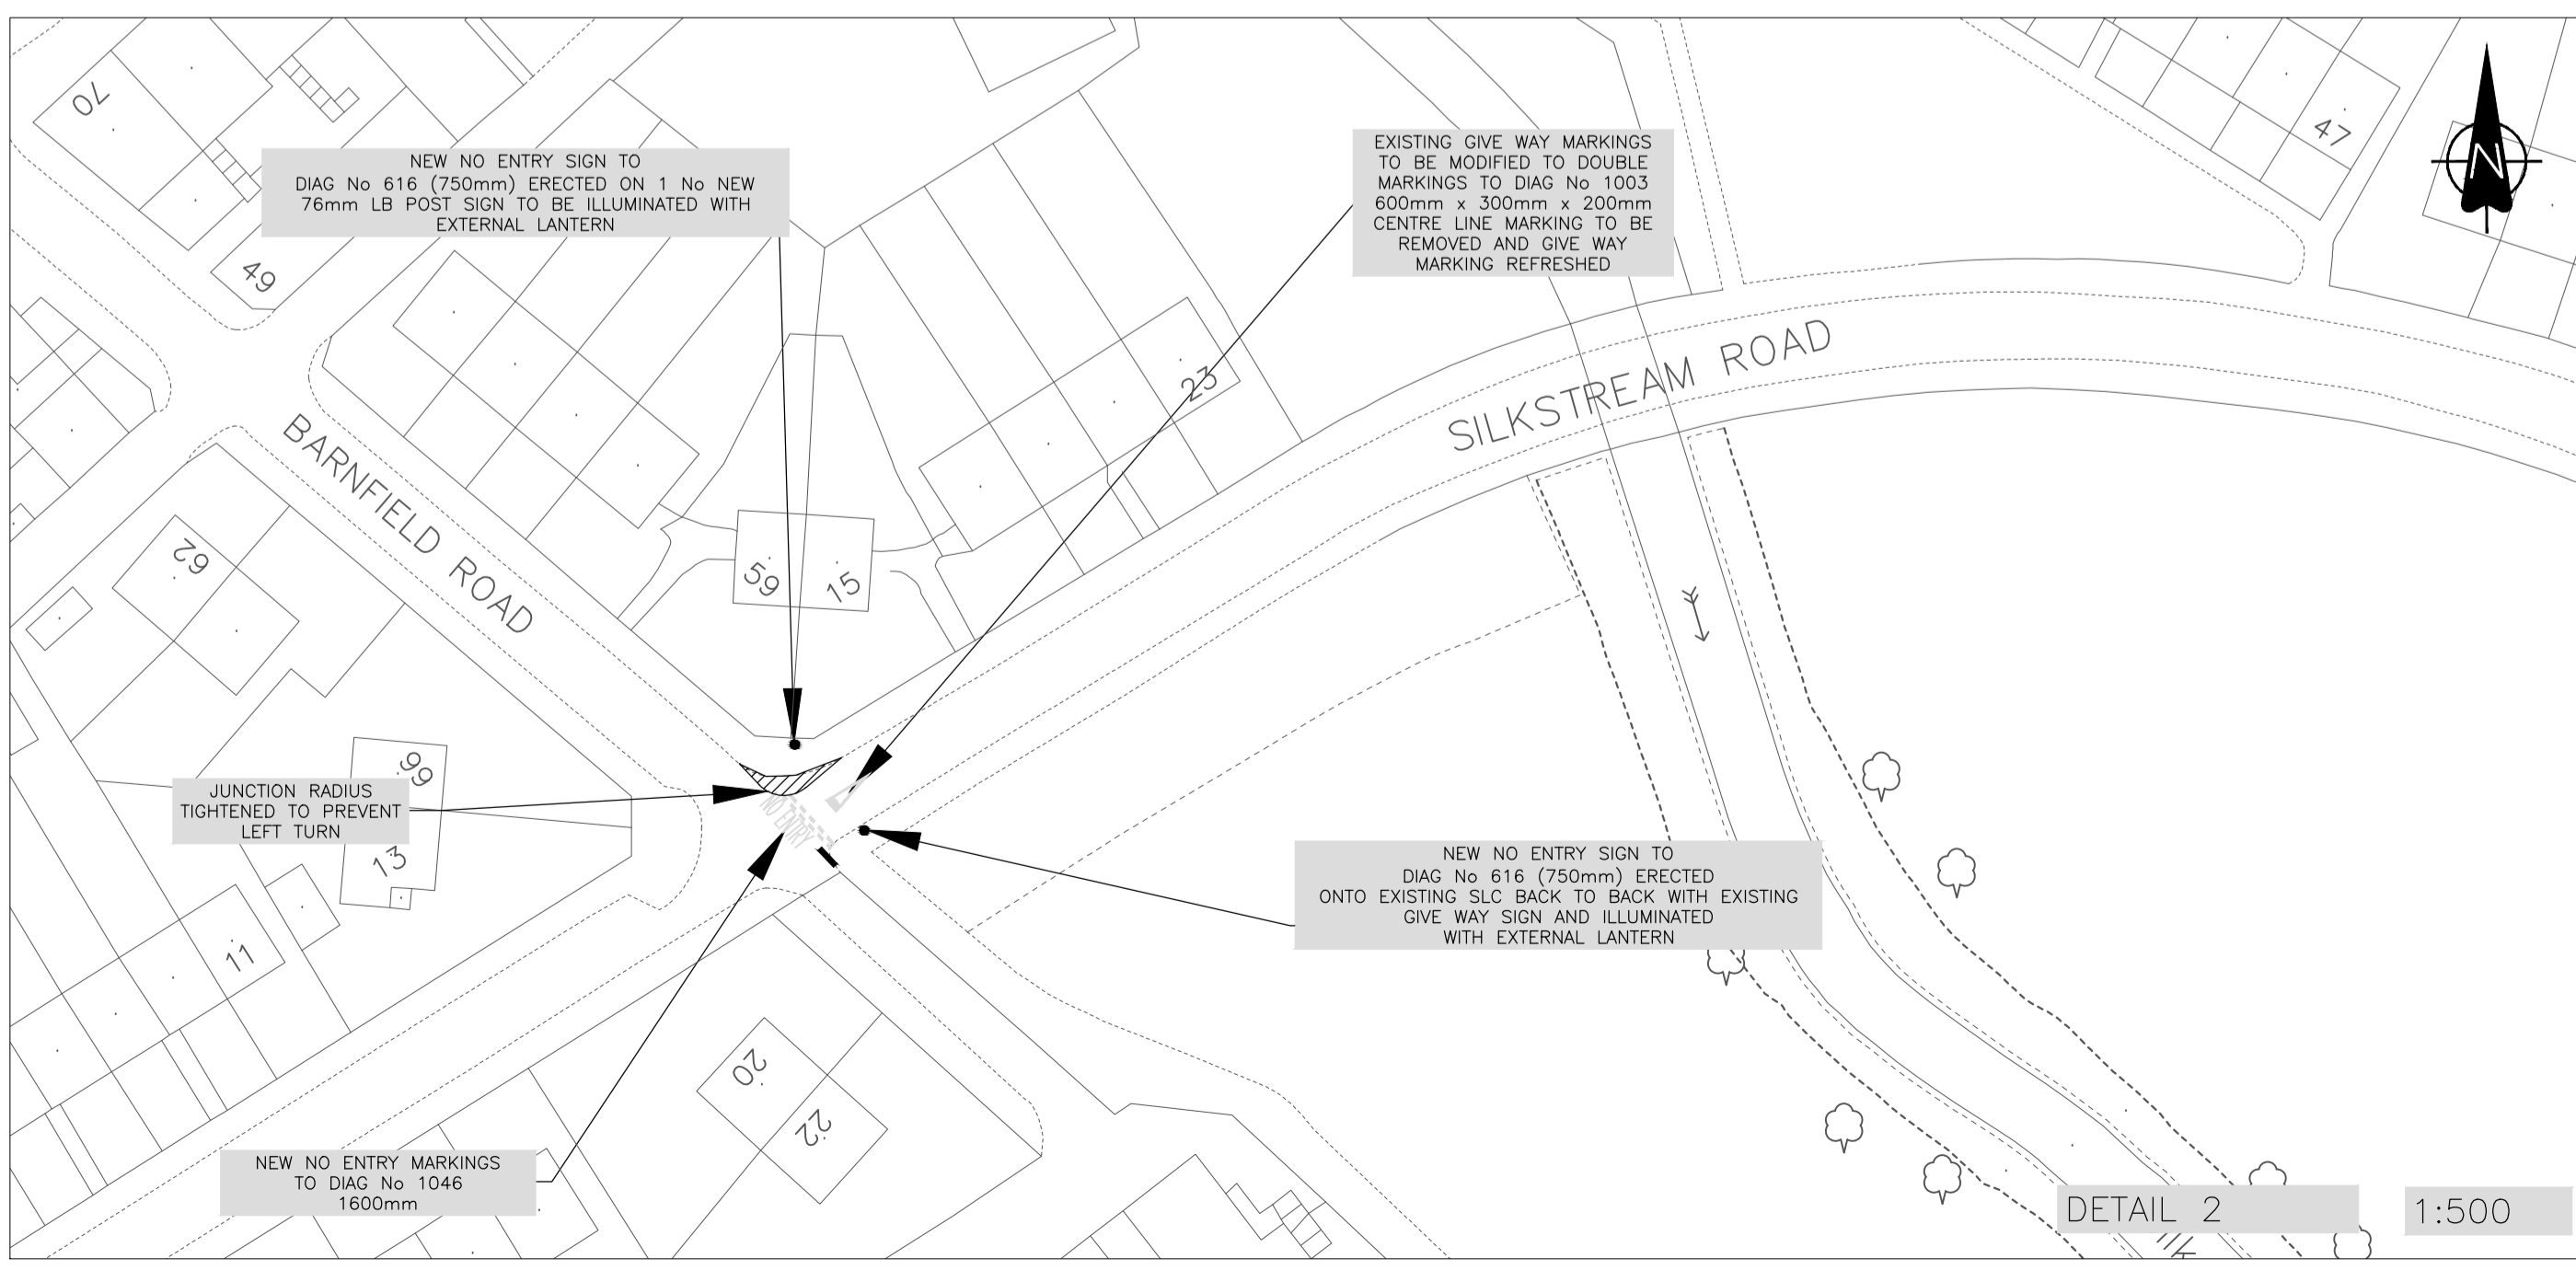 70
49
47
N
NEW NO ENTRY SIGN TO
DIAG No 616 (750mm) ERECTED ON 1 No NEW
76mm LB POST SIGN TO BE ILLUMINATED WITH
EXTERNAL LANTERN
EXISTING GIVE WAY MARKINGS
TO BE MODIFIED TO DOUBLE
MARKINGS TO DIAG No 1003
600mm x 300mm x 200mm
CENTRE LINE MARKING TO BE
REMOVED AND GIVE WAY
MARKING REFRESHED
SILKSTREAM ROAD
23
BARNFIELD ROAD
62
59
15
66
JUNCTION RADIUS
TIGHTENED TO PREVENT
LEFT TURN
NO ENTRY
13
11
NEW NO ENTRY SIGN TO
DIAG No 616 (750mm) ERECTED
ONTO EXISTING SLC BACK TO BACK WITH EXISTING
GIVE WAY SIGN AND ILLUMINATED
WITH EXTERNAL LANTERN
20
22
NEW NO ENTRY MARKINGS
TO DIAG No 1046
1600mm
DETAIL 2
1:500